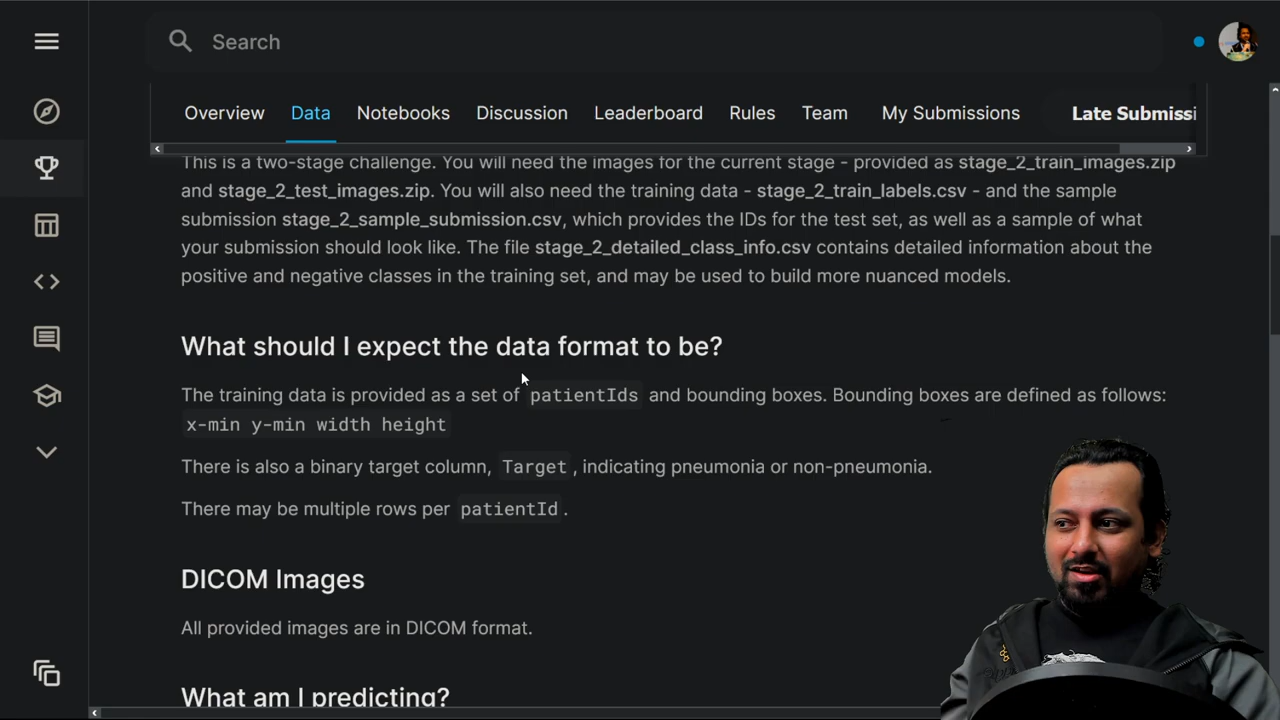 Search
Overview Data Notebooks Discussion Leaderboard Rules Team My Submissions Late Submissi
This is a two-stage challenge. You will need the images for the current stage - provided as stage_2_train_images.zip
and stage_2_test_images.zip. You will also need the training data - stage_2_train_labels.csv - and the sample
submission stage_2_sample_submission.csv, which provides the IDs for the test set, as well as a sample of what
your submission should look like. The file stage_2_detailed_class_info.csv contains detailed information about the
positive and negative classes in the training set, and may be used to build more nuanced models.
What should I expect the data format to be?
The training data is provided as a set of patientIds and bounding boxes. Bounding boxes are defined as follows:
x-min y-min width height
There is also a binary target column, Target, indicating pneumonia or non-pneumonia.
There may be multiple rows per patientId.
DICOM Images
All provided images are in DICOM format.
What am I predicting?